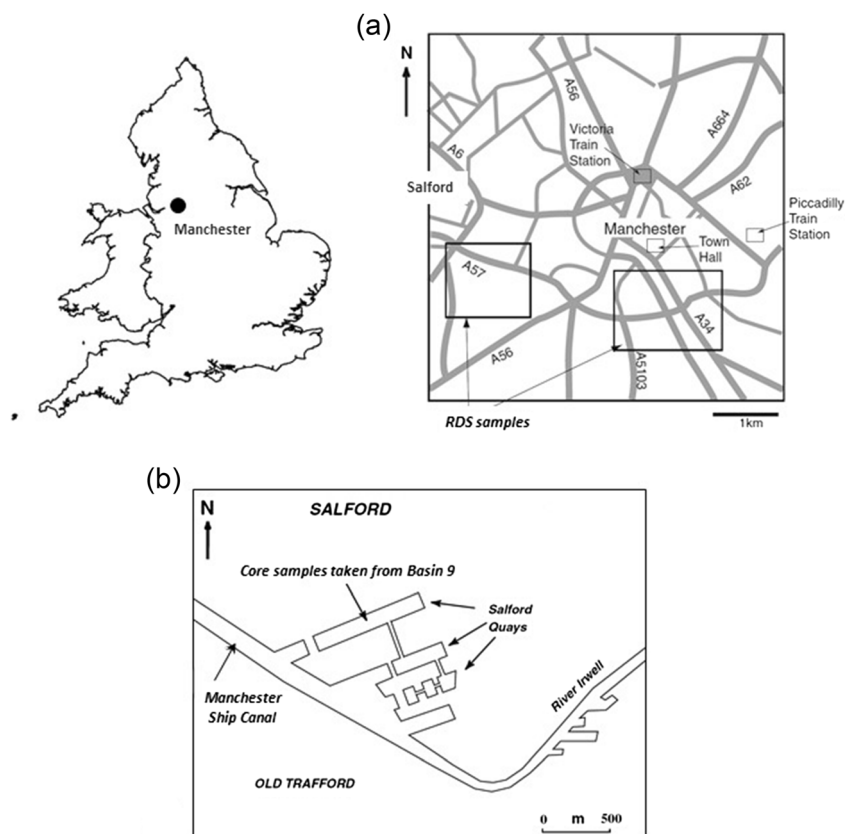 (a)
N
Manchester
A56
Victoria
Train
Station
A664
A6
A62
Salford
Piccadilly
Train
Station
Manchester
Town
Hall
A57
A34
A56
A5103
RDS samples
1km
(b)
N
SALFORD
Core samples taken from Basin 9
Salford
Quays
Manchester
Ship Canal
River Irwell
OLD TRAFFORD
0 m 500